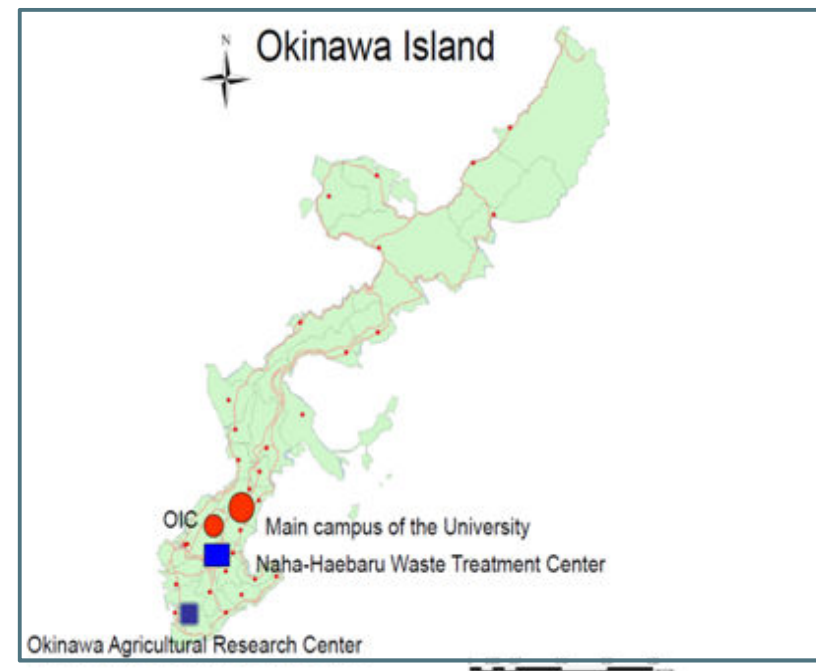 N
Okinawa Island
OIC
Main campus of the University
Naha-Haebaru Waste Treatment Center
Okinawa Agricultural Research Center